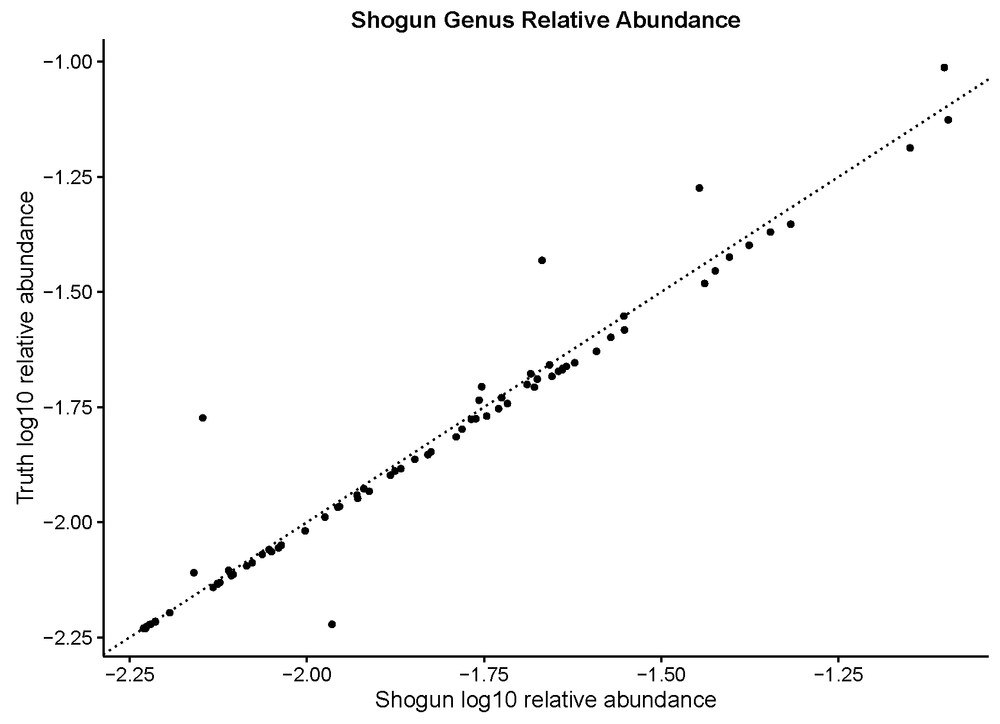 Shogun Genus Relative Abundance
−1.00
−1.25
−1.50
−1.75
−2.00
−2.25
Truth log10 relative abundance
−2.25 −2.00 −1.75 −1.50 −1.25
Shogun log10 relative abundance